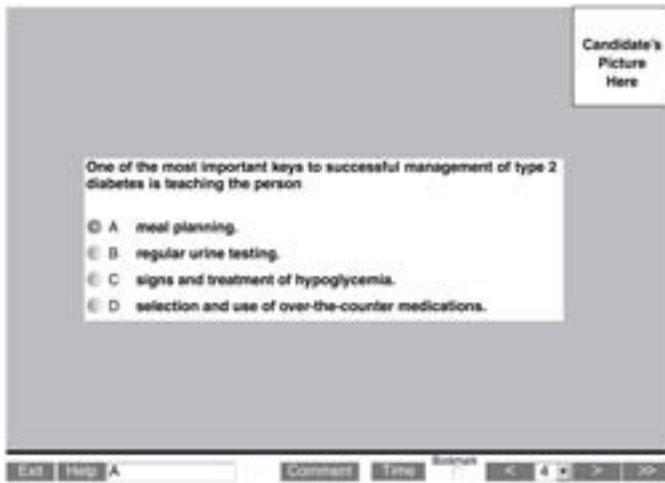 Candidate's
Picture
Here
One of the most important keys to successful management of type 2
diabetes is teaching the person
A meal planning.
B regular urine testing.
C signs and treatment of hypoglycemia.
D selection and use of over-the-counter medications.
Bookmark
Exit Help A Comment Time < 4 > >>